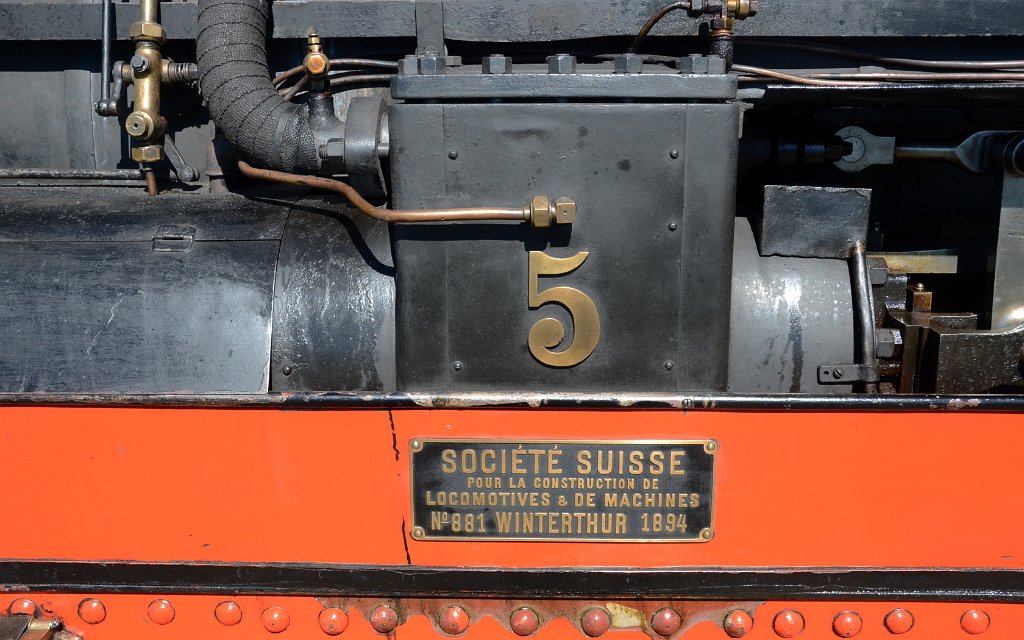 5
SOCIÉTÉ SUISSE
POUR LA CONSTRUCTION DE
LOCOMOTIVES & DE MACHINES
Nº881 WINTERTHUR 1894